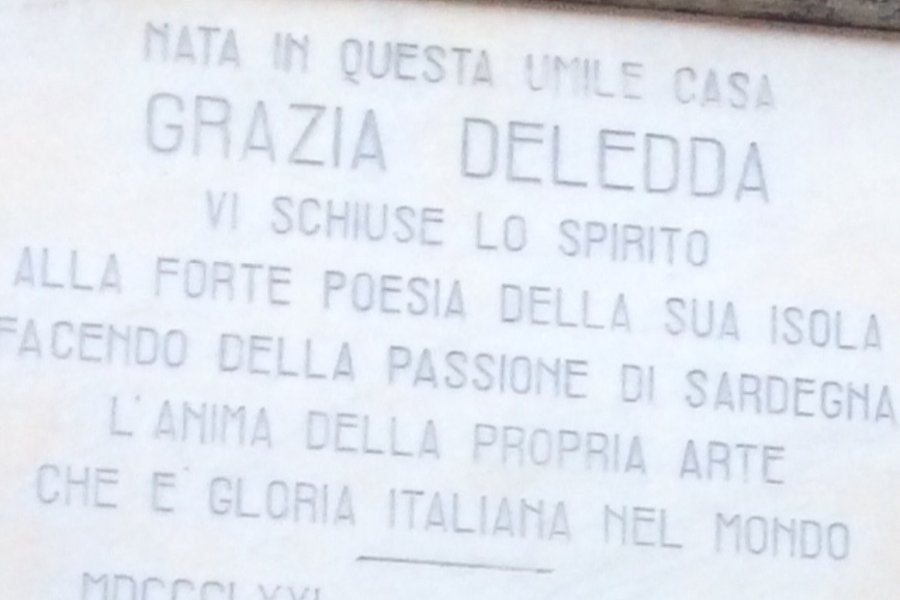 NATA IN QUESTA UMILE CASA
GRAZIA DELEDDA
VI SCHIUSE LO SPIRITO
ALLA FORTE POESIA DELLA SUA ISOLA
FACENDO DELLA PASSIONE DI SARDEGNA
L'ANIMA DELLA PROPRIA ARTE
CHE E' GLORIA ITALIANA NEL MONDO